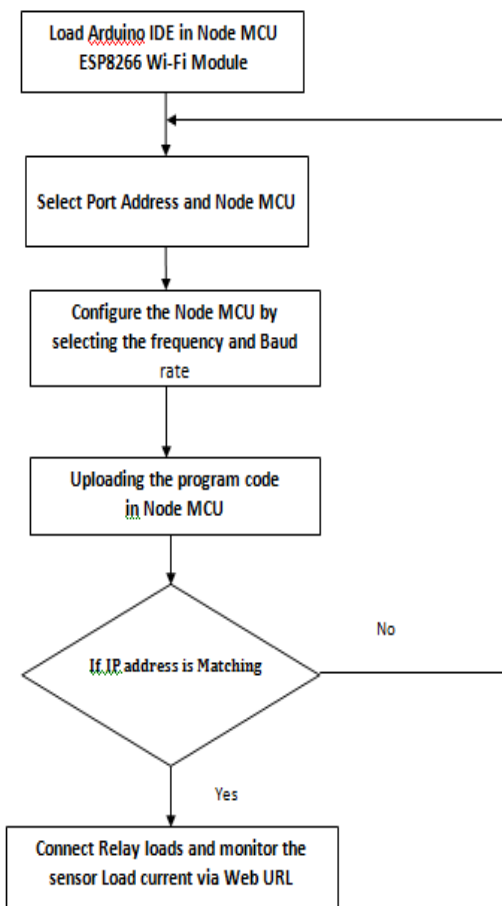 Load Arduino IDE in Node MCU
ESP8266 Wi-Fi Module
Select Port Address and Node MCU
Configure the Node MCU by
selecting the frequency and Baud
rate
Uploading the program code
in Node MCU
If IP address is Matching
No
Yes
Connect Relay loads and monitor the
sensor Load current via Web URL